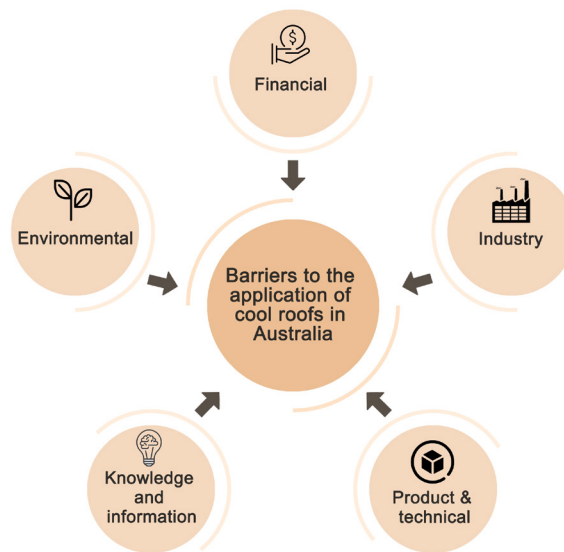 $
Financial
Environmental
Industry
Barriers to the
application of
cool roofs in
Australia
Knowledge
and
information
Product &
technical